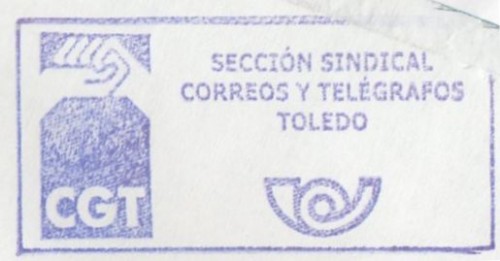 SECCIÓN SINDICAL
CORREOS Y TELÉGRAFOS
TOLEDO
CGT